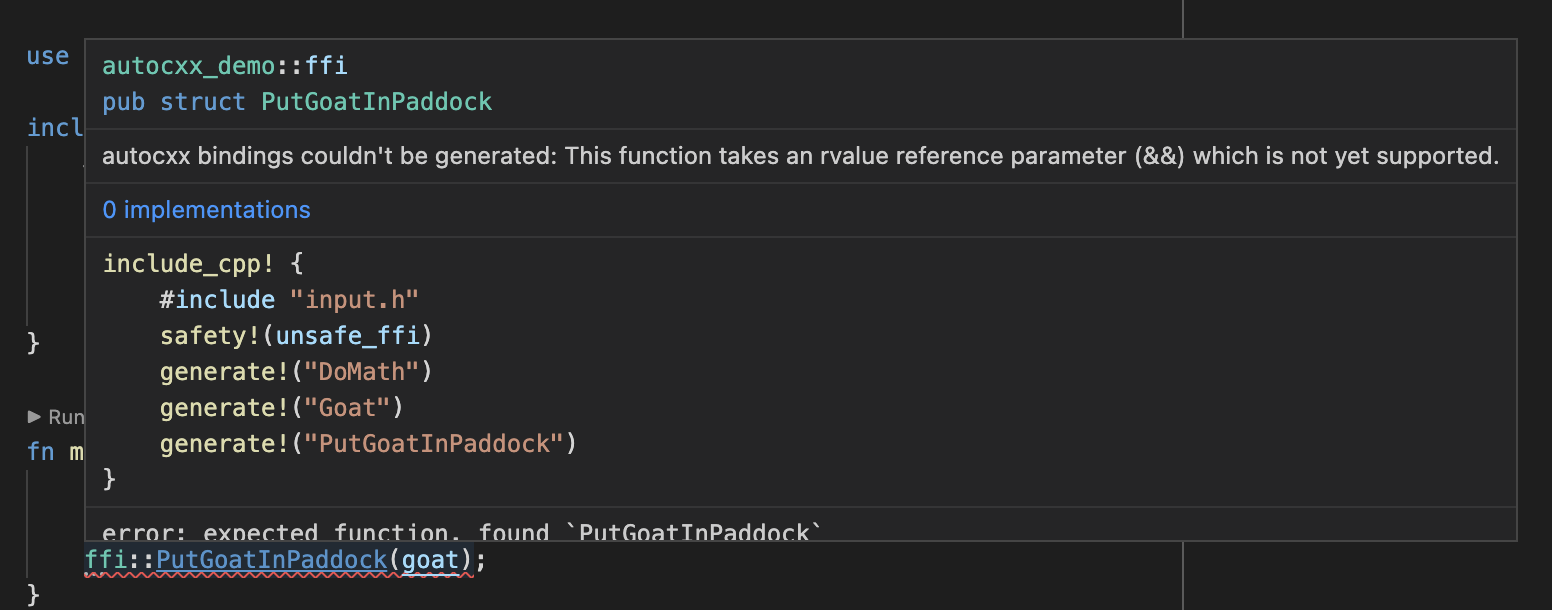 use
autocxx_demo::ffi
pub struct PutGoatInPaddock
incl
autocxx bindings couldn't be generated: This function takes an rvalue reference parameter (&&) which is not yet supported.
0 implementations
include_cpp! {
#include "input.h"
safety!(unsafe_ffi)
}
generate!("DoMath")
generate!("Goat")
▶ Run
generate!("PutGoatInPaddock")
fn m
}
error: expected function, found `PutGoatInPaddock`
ffi::PutGoatInPaddock(goat);
}